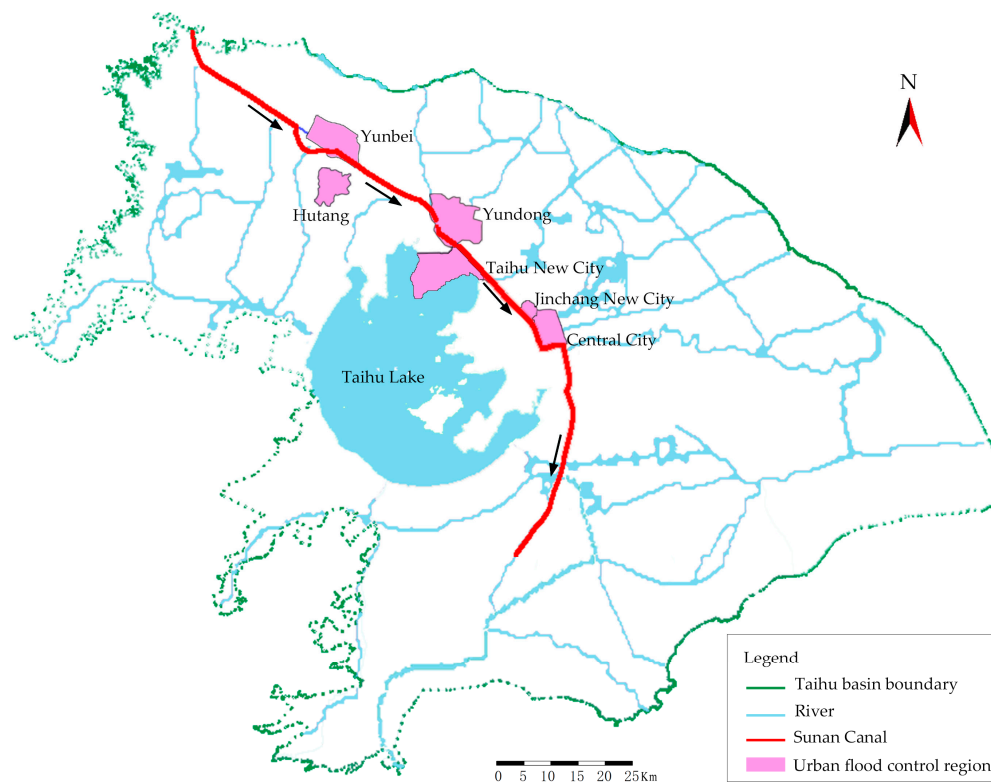 N
Yunbei
Hutang
Yundong
Taihu New City
Jinchang New City
Central City
Taihu Lake
Legend
Taihu basin boundary
River
Sunan Canal
Urban flood control region
0 5 10 15 20 25Km